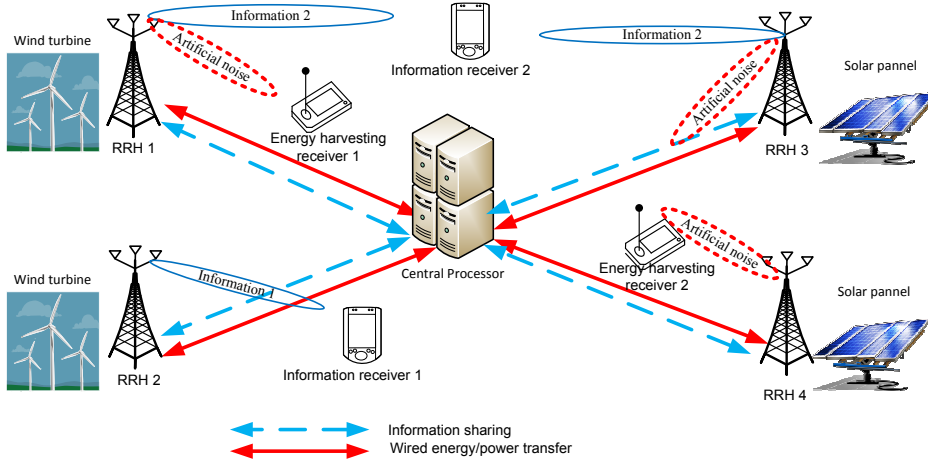 Information 2
Wind turbine
Artificial noise
RRH 1
Energy harvesting
receiver 1
Information receiver 2
Information 2
Artificial noise
Solar pannel
RRH 3
Central Processor
Wind turbine
Information 1
RRH 2
Information receiver 1
Artificial noise
Energy harvesting
receiver 2
Solar pannel
RRH 4
Information sharing
Wired energy/power transfer